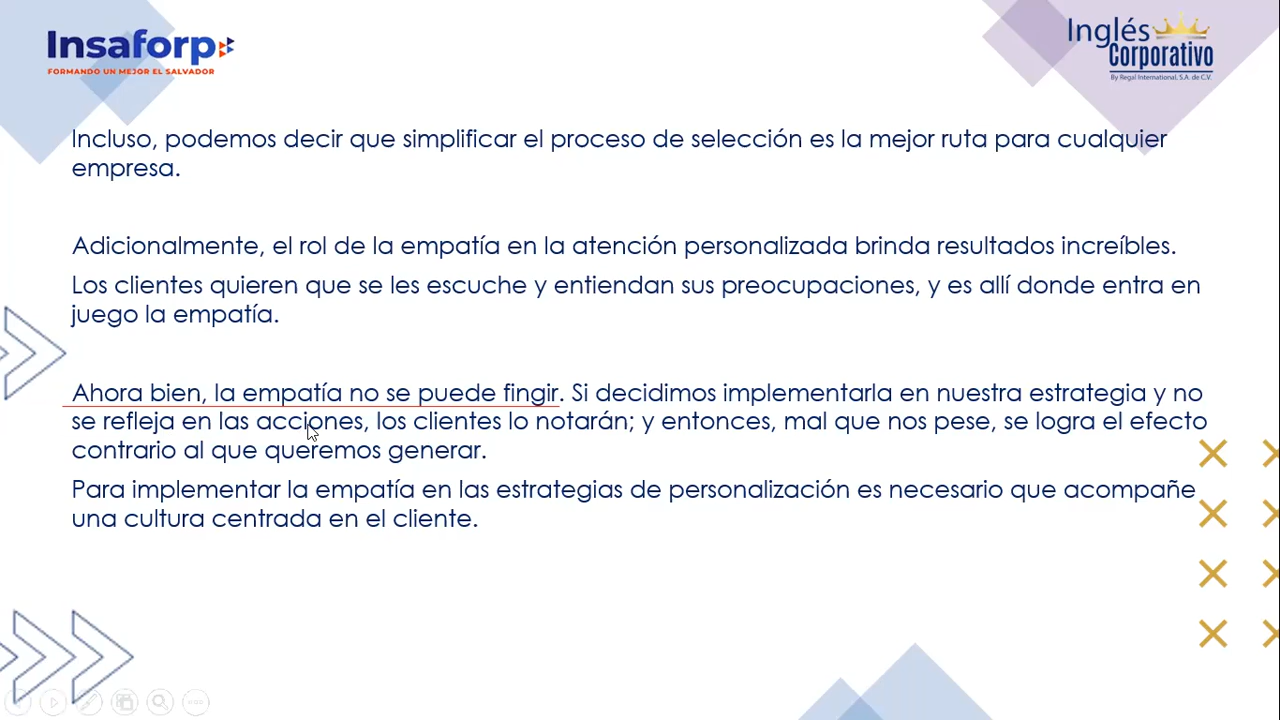 Insaforp
FORMANDO UN MEJOR EL SALVADOR
Inglés
Corporativo
By Regal International, S.A. de C.V.
Incluso, podemos decir que simplificar el proceso de selección es la mejor ruta para cualquier
empresa.
Adicionalmente, el rol de la empatía en la atención personalizada brinda resultados increíbles.
Los clientes quieren que se les escuche y entiendan sus preocupaciones, y es allí donde entra en
juego la empatía.
Ahora bien, la empatía no se puede fingir. Si decidimos implementarla en nuestra estrategia y no
se refleja en las acciones, los clientes lo notarán; y entonces, mal que nos pese, se logra el efecto
contrario al que queremos generar.
Para implementar la empatía en las estrategias de personalización es necesario que acompañe
una cultura centrada en el cliente.